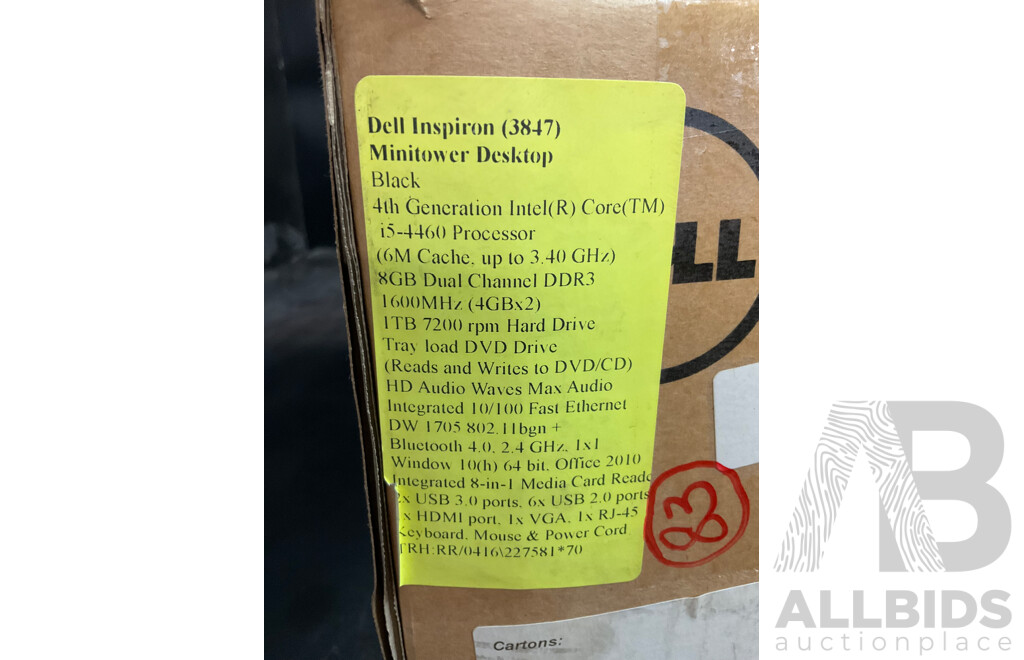 Dell Inspiron (3847)
Minitower Desktop
Black
4th Generation Intel(R) Core(TM)
i5-4460 Processor
(6M Cache, up to 3.40 GHz)
8GB Dual Channel DDR3
1600MHz (4GBx2)
1TB 7200 rpm Hard Drive
Tray load DVD Drive
(Reads and Writes to DVD/CD)
HD Audio Waves Max Audio
Integrated 10/100 Fast Ethernet
DW 1705 802.11bgn +
Bluetooth 4.0, 2.4 GHz, 1x1
Window 10(h) 64 bit, Office 2010
Integrated 8-in-1 Media Card Reade
2x USB 3.0 ports, 6x USB 2.0 ports
x HDMI port, 1x VGA, 1x RJ-45
Keyboard, Mouse & Power Cord
TRH:RR/0416\227581*70
LL
Cartons:
AB
ALLBIDS
auctionplace